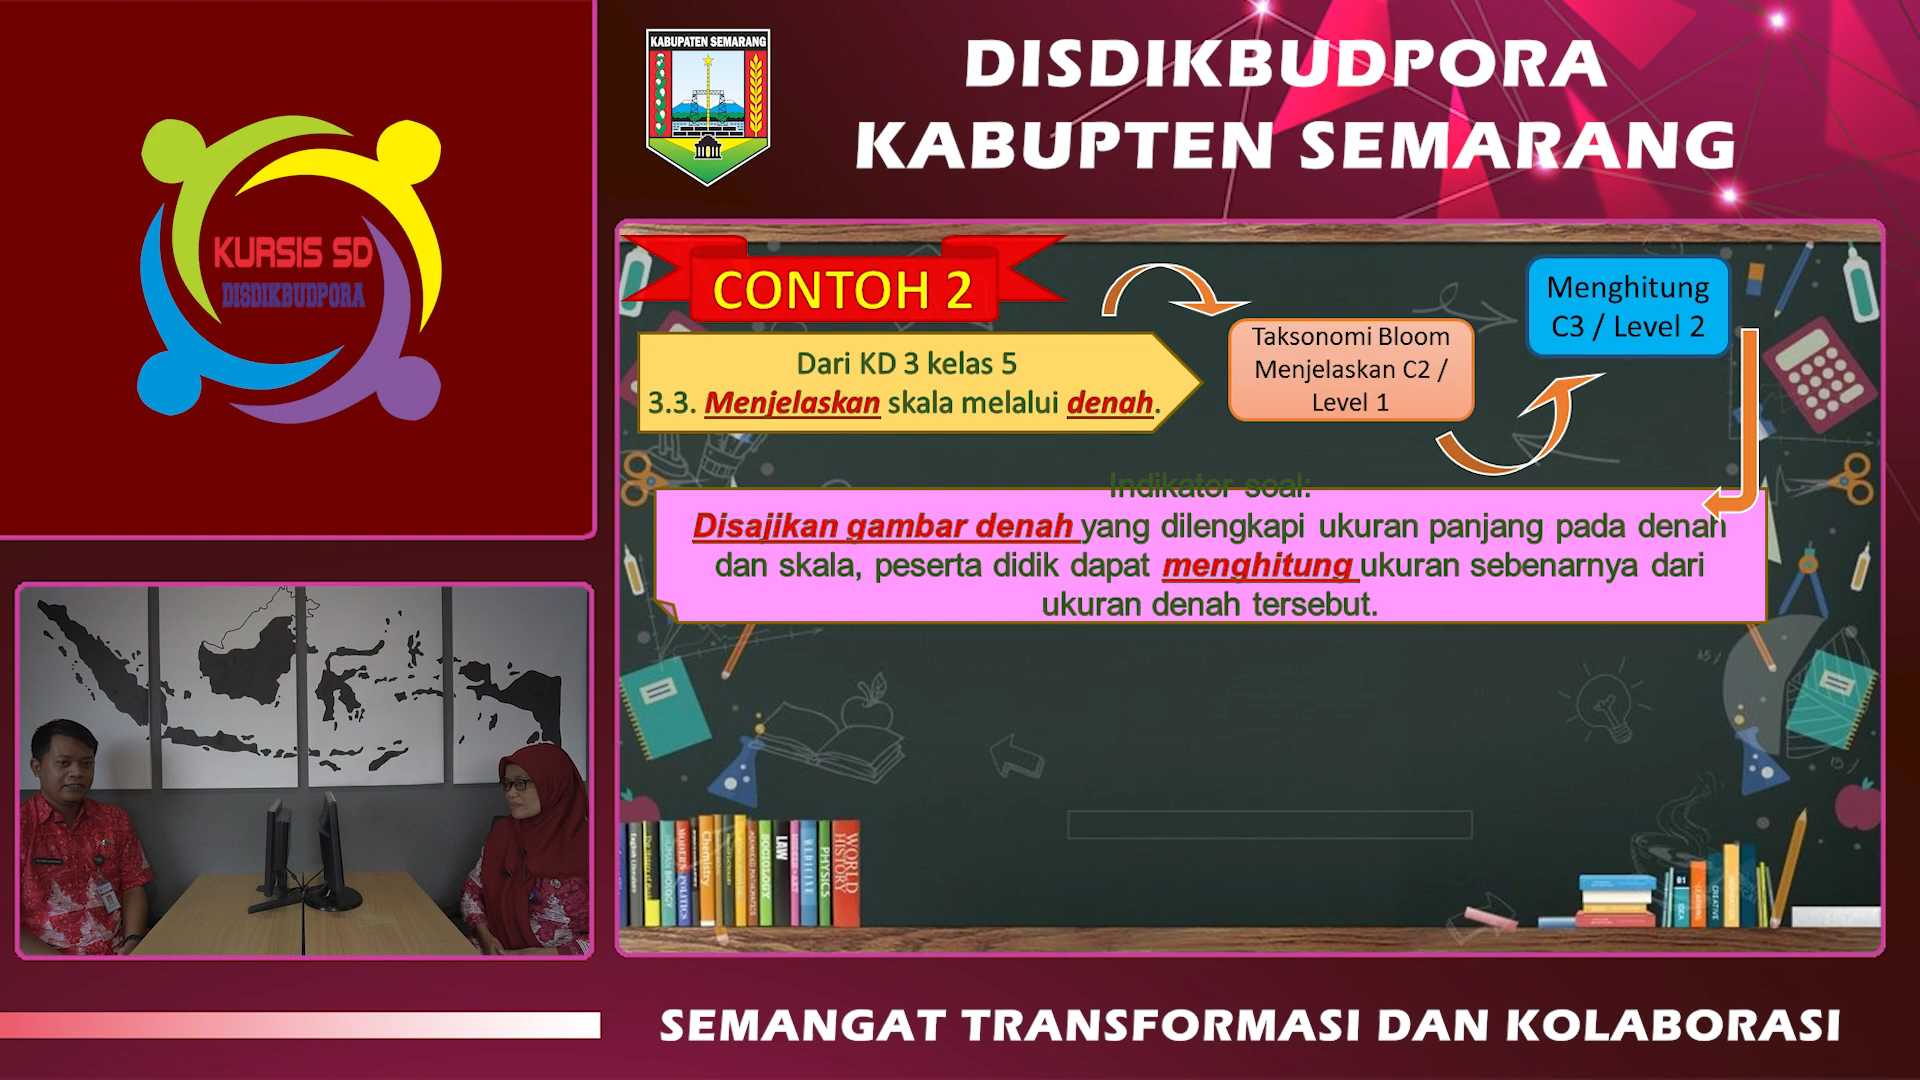 KURSIS SD
DISDIKBUDPORA
KABUPATEN SEMARANG
DISDIKBUDPORA
KABUPTEN SEMARANG
CONTOH 2
Dari KD 3 kelas 5
3.3. Menjelaskan skala melalui denah.
Taksonomi Bloom
Menjelaskan C2 /
Level 1
Menghitung
C3 / Level 2
Indikator soal:
Disajikan gambar denah yang dilengkapi ukuran panjang pada denah
dan skala, peserta didik dapat menghitung ukuran sebenarnya dari
ukuran denah tersebut.
MODERN POLITICS
Chemistry
SOCIOLOGY
LAW
PHYSICS
WORLD HISTORY
SEMANGAT TRANSFORMASI DAN KOLABORASI